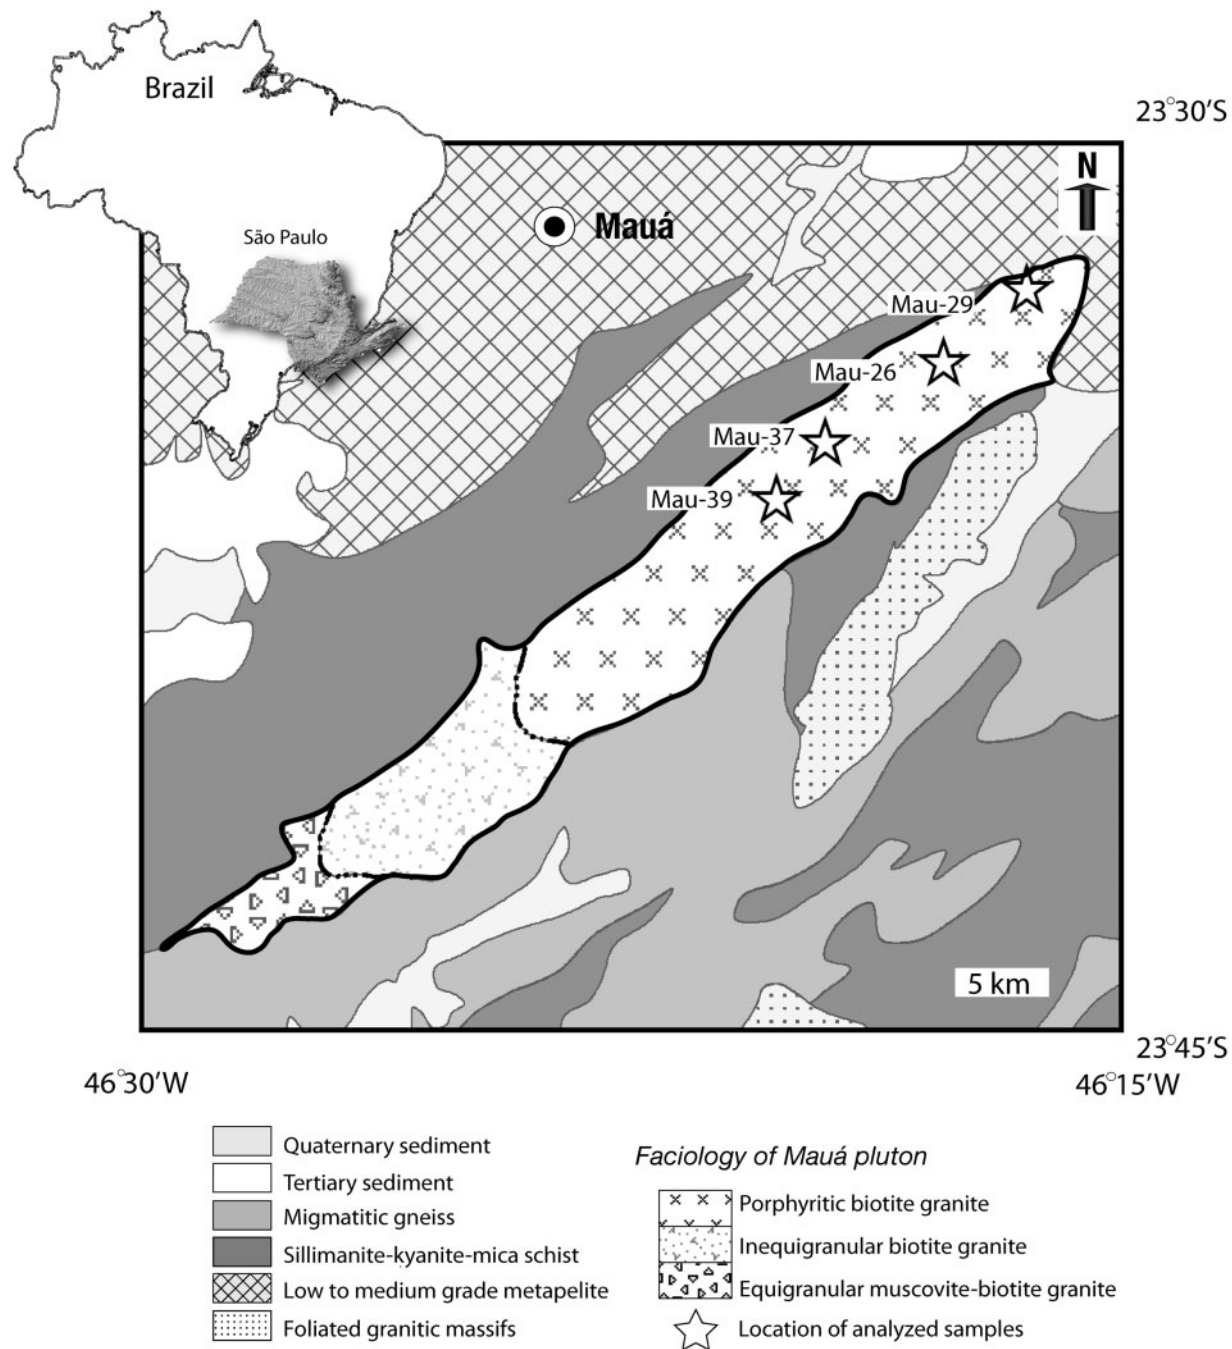 Brazil
23°30'S
N
Mauá
São Paulo
Mau-29
Mau-26
Mau-37
Mau-39
5 km
23°45'S
46°30'W
46°15'W
Quaternary sediment
Tertiary sediment
Migmatitic gneiss
Sillimanite-kyanite-mica schist
Low to medium grade metapelite
Foliated granitic massifs
Faciology of Mauá pluton
Porphyritic biotite granite
Inequigranular biotite granite
Equigranular muscovite-biotite granite
Location of analyzed samples